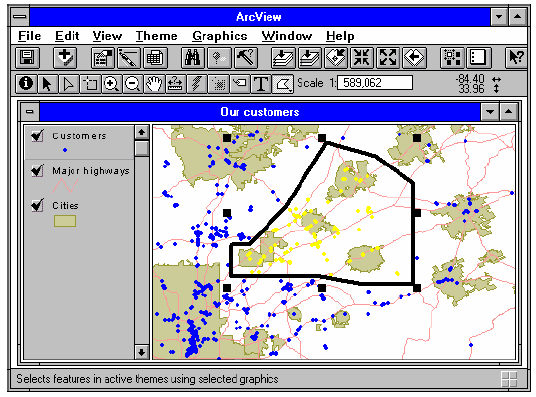 ArcView
File Edit View Theme Graphics Window Help
Scale 1: 589,062
-84.40
33.96
Our customers
Customers
Major highways
Cities
Selects features in active themes using selected graphics